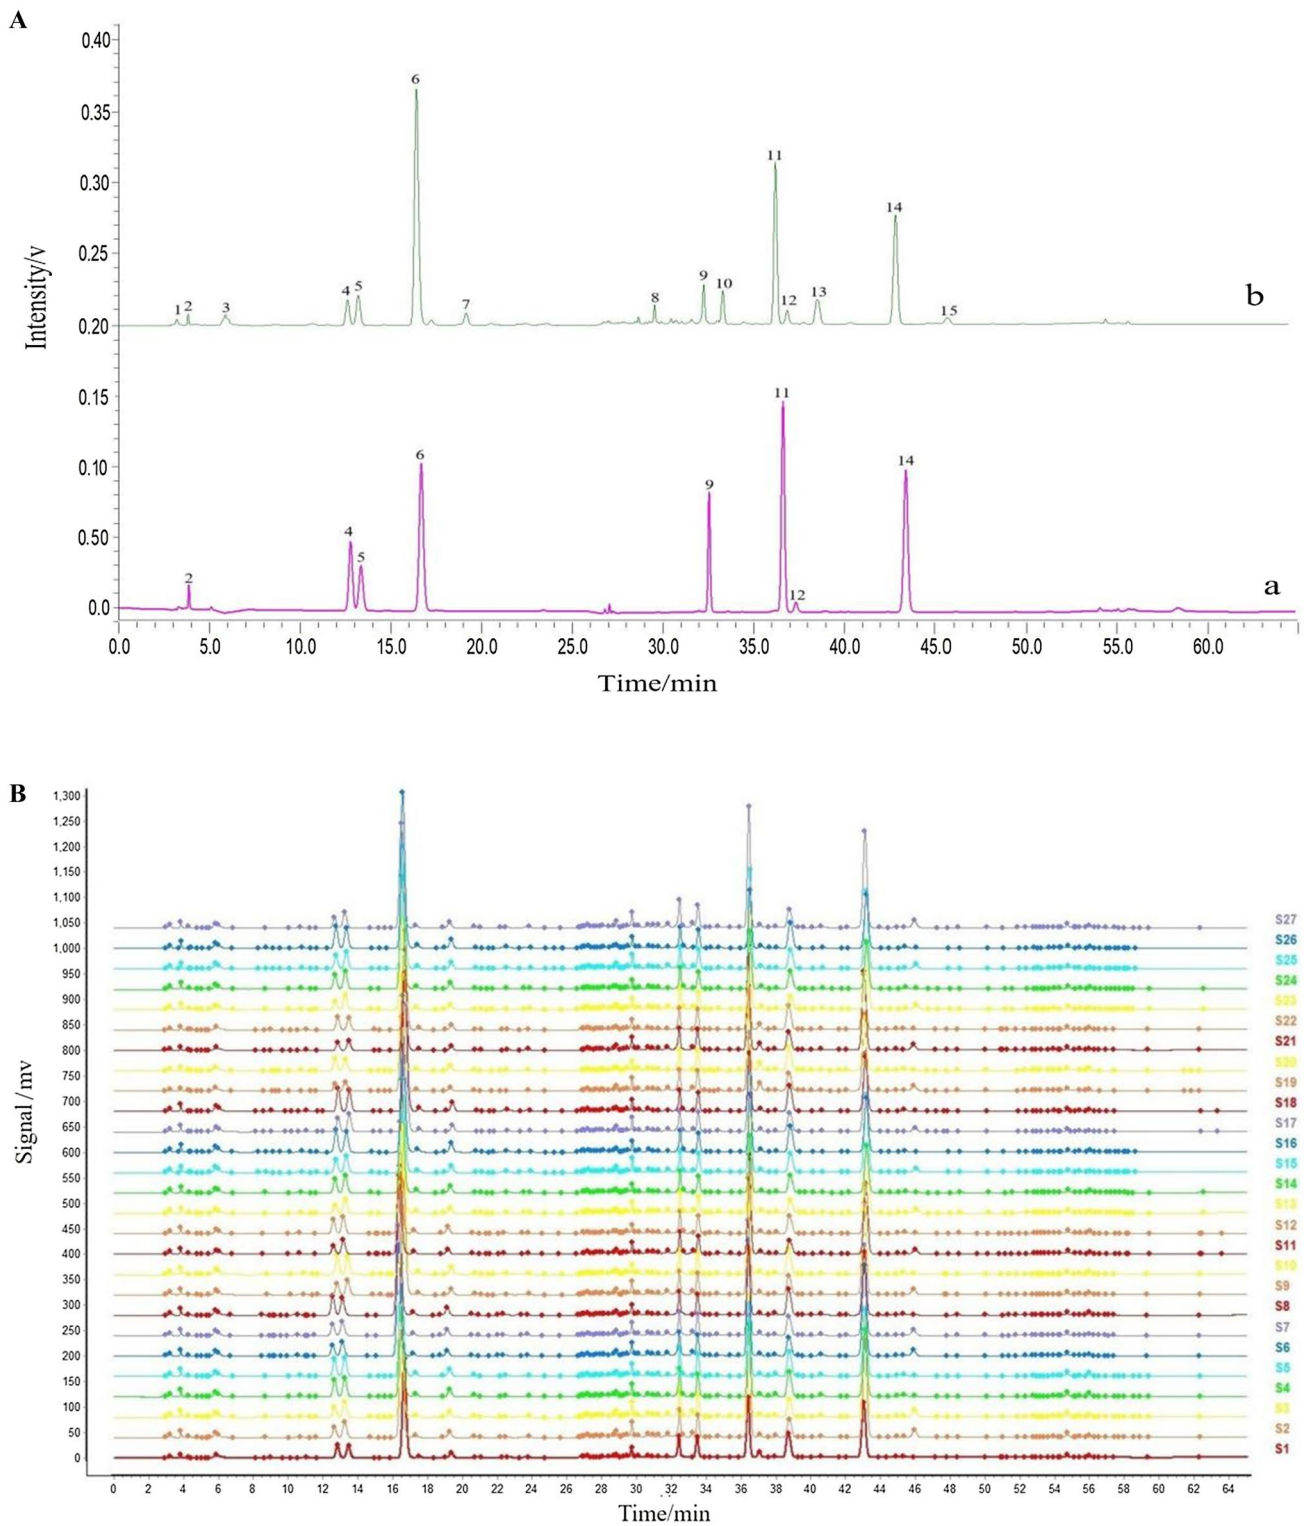 A
0.40
6
0.35
11
0.30
14
0.25
9
10
4
5
8
12
13
1
2
3
7
15
b
0.20
Intensity/v
0.15
11
6
14
0.10
9
4
0.50
5
2
12
a
0.0
0.0 5.0 10.0 15.0 20.0 25.0 30.0 35.0 40.0 45.0 50.0 55.0 60.0
Time/min
B
1,300
1,250
1,200
1,150
1,100
1,050
1,000
950
900
850
800
750
700
650
600
550
500
450
400
350
300
250
200
150
100
50
0
Signal / mv
S27
S26
S25
S24
S23
S22
S21
S20
S19
S18
S17
S16
S15
S14
S13
S12
S11
S10
S9
S8
S7
S6
S5
S4
S3
S2
S1
0 2 4 6 8 10 12 14 16 18 20 22 24 26 28 30 32 34 36 38 40 42 44 46 48 50 52 54 56 58 60 62 64
Time/min